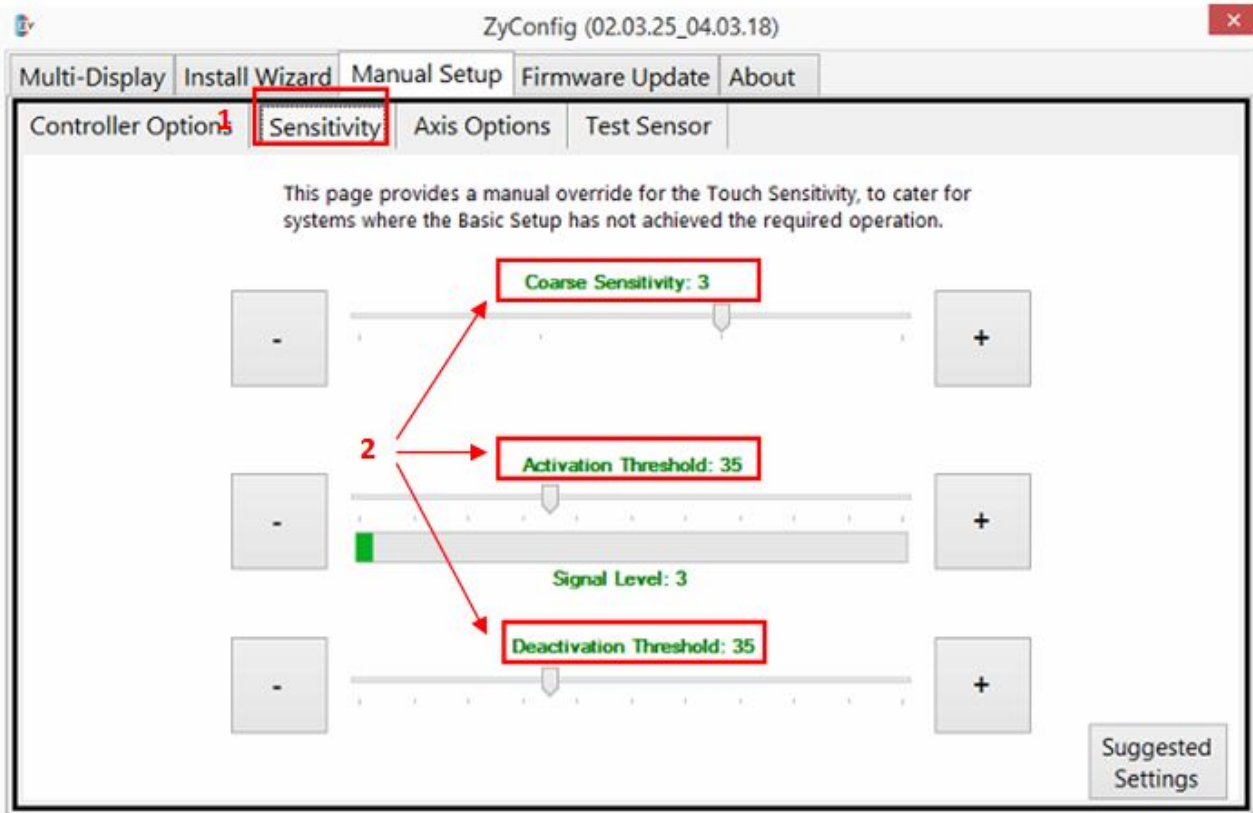 ZyConfig (02.03.25_04.03.18)
Multi-Display Install Wizard Manual Setup Firmware Update About
Controller Options 1 Sensitivity Axis Options Test Sensor
This page provides a manual override for the Touch Sensitivity, to cater for
systems where the Basic Setup has not achieved the required operation.
Coarse Sensitivity: 3
- +
2
Activation Threshold: 35
- +
Signal Level: 3
Deactivation Threshold: 35
- +
Suggested
Settings